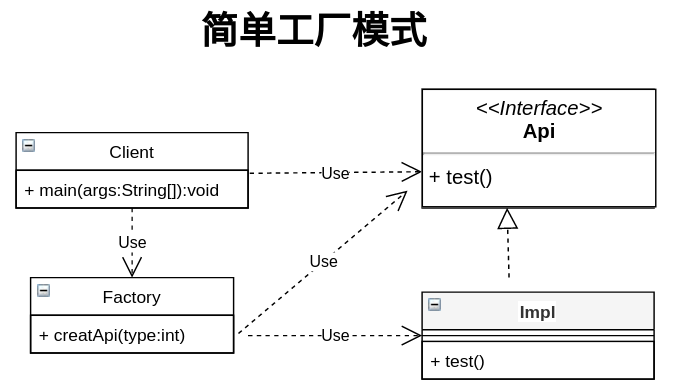 简单工厂模式
<<Interface>>
Api
+ test()
Client
+ main(args:String[]):void
Use
Use
Use
Factory
+ creatApi(type:int)
Use
Impl
+ test()